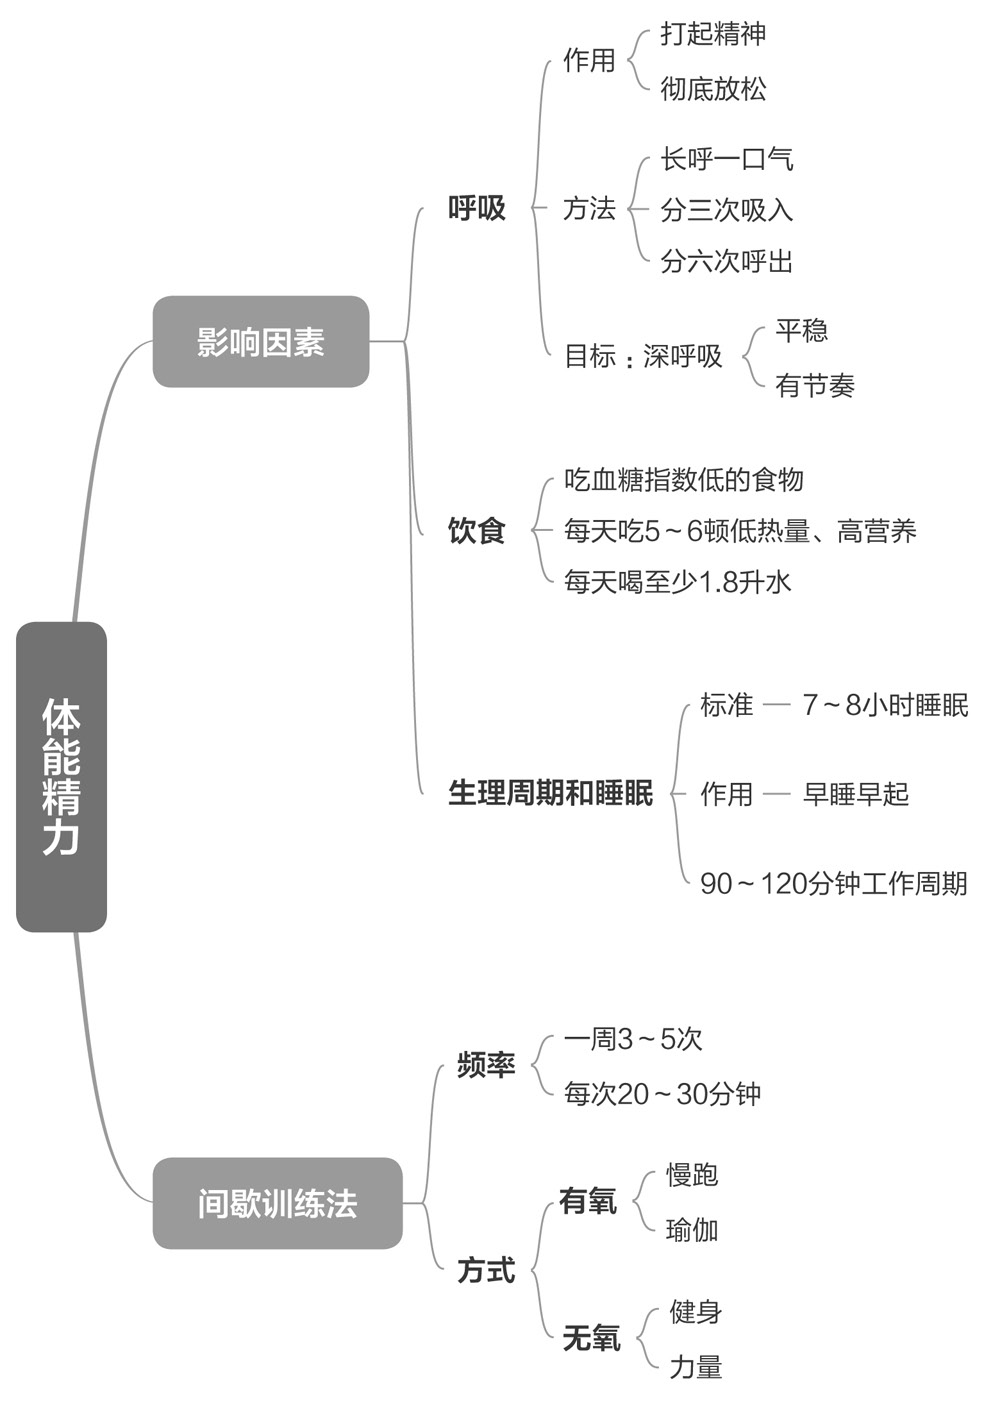 体能精力
影响因素
呼吸
作用
打起精神
彻底放松
方法
长呼一口气
分三次吸入
分六次呼出
目标：深呼吸
平稳
有节奏
饮食
吃血糖指数低的食物
每天吃5～6顿低热量、高营养
每天喝至少1.8升水
生理周期和睡眠
标准
7～8小时睡眠
作用
早睡早起
90～120分钟工作周期
间歇训练法
频率
一周3～5次
每次20～30分钟
方式
有氧
慢跑
瑜伽
无氧
健身
力量